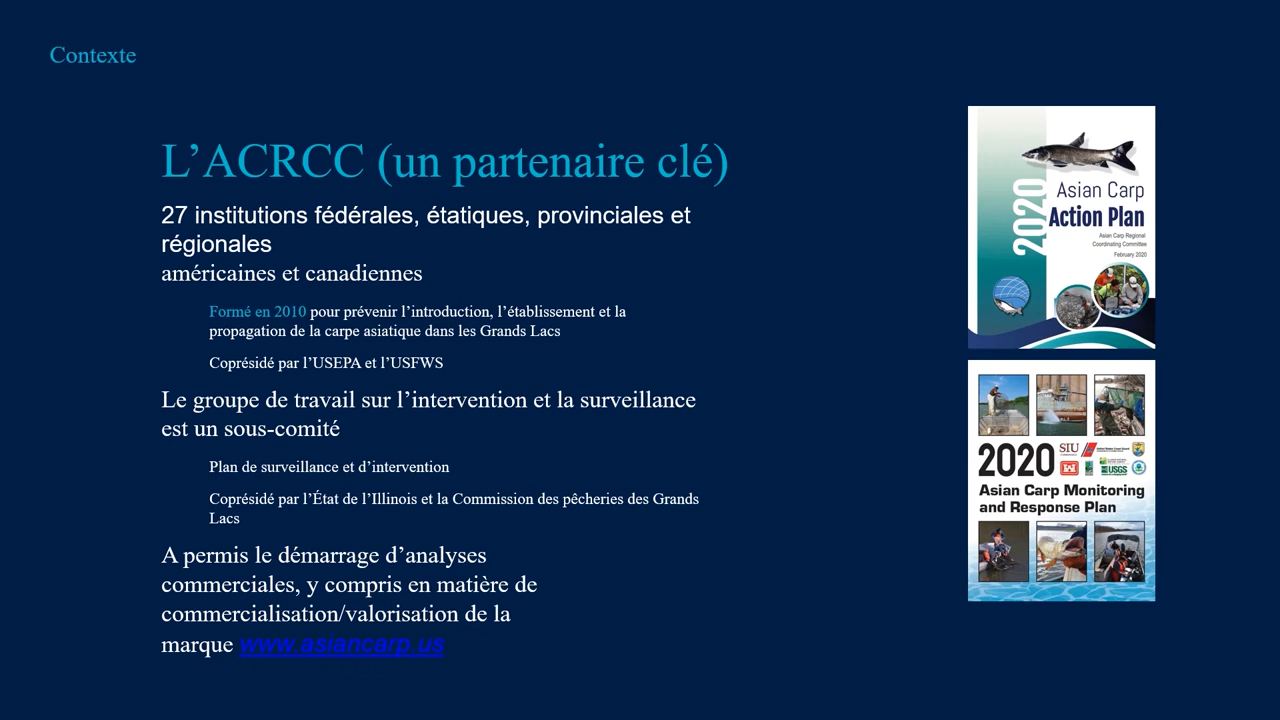 Contexte
L’ACRCC (un partenaire clé)
27 institutions fédérales, étatiques, provinciales et
régionales
américaines et canadiennes
Formé en 2010 pour prévenir l’introduction, l’établissement et la
propagation de la carpe asiatique dans les Grands Lacs
Coprésidé par l’USEPA et l’USFWS
Le groupe de travail sur l’intervention et la surveillance
est un sous-comité
Plan de surveillance et d’intervention
Coprésidé par l’État de l’Illinois et la Commission des pêcheries des Grands
Lacs
A permis le démarrage d’analyses
commerciales, y compris en matière de
commercialisation/valorisation de la
marque www.asiancarp.us
2020
Asian Carp
Action Plan
Asian Carp Regional
Coordinating Committee
February 2020
SIU
USGS
2020
Asian Carp Monitoring
and Response Plan